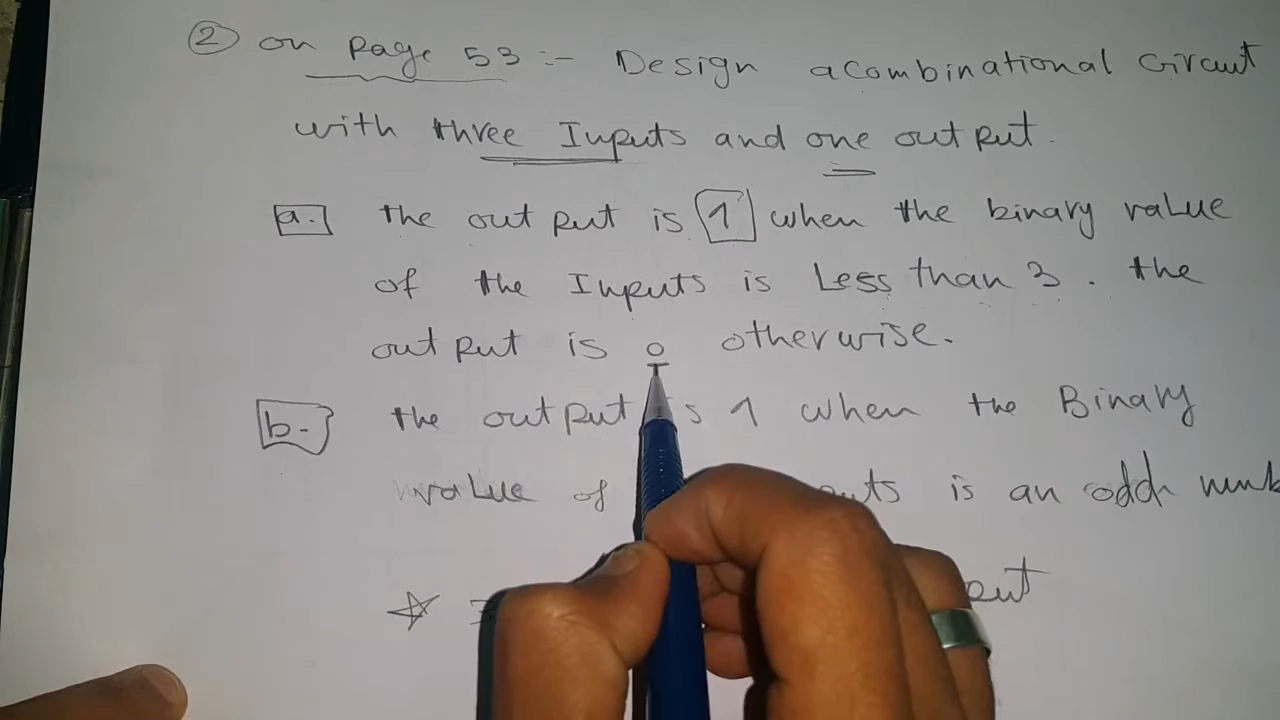 ② on Page 53 :- Design a combinational circuit
with three Inputs and one output.
a. the output is 1 when the binary value
of the Inputs is Less than 3. the
output is 0 otherwise.
b. the output is 1 when the Binary
value of is an odd